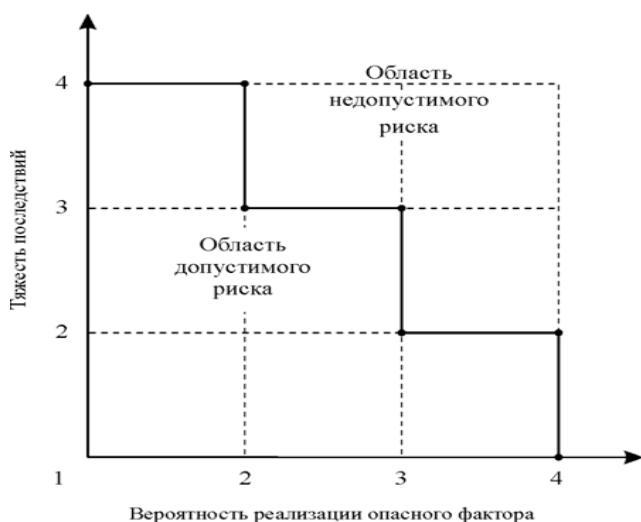 4
Область
недопустимого
риска
Тяжесть последствий
3
Область
допустимого
риска
2
1
2
3
4
Вероятность реализации опасного фактора